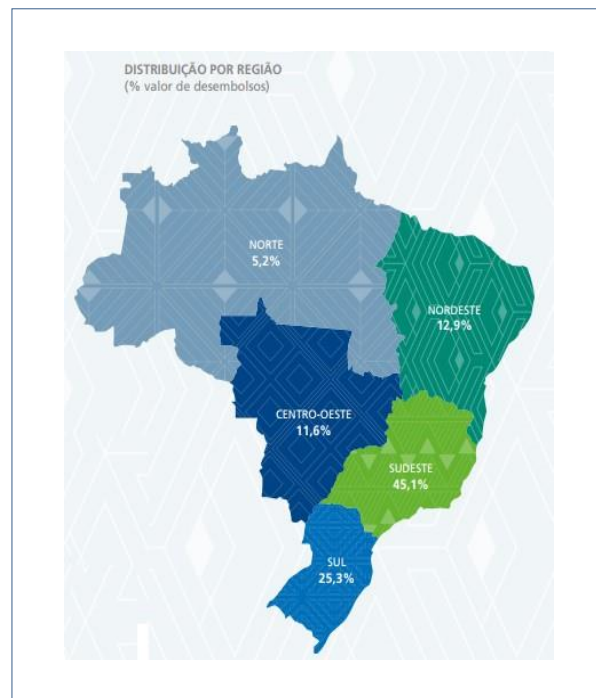 DISTRIBUIÇÃO POR REGIÃO
(% valor de desembolsos)
NORTE
5,2%
NORDESTE
12,9%
CENTRO-OESTE
11,6%
SUDESTE
45,1%
SUL
25,3%